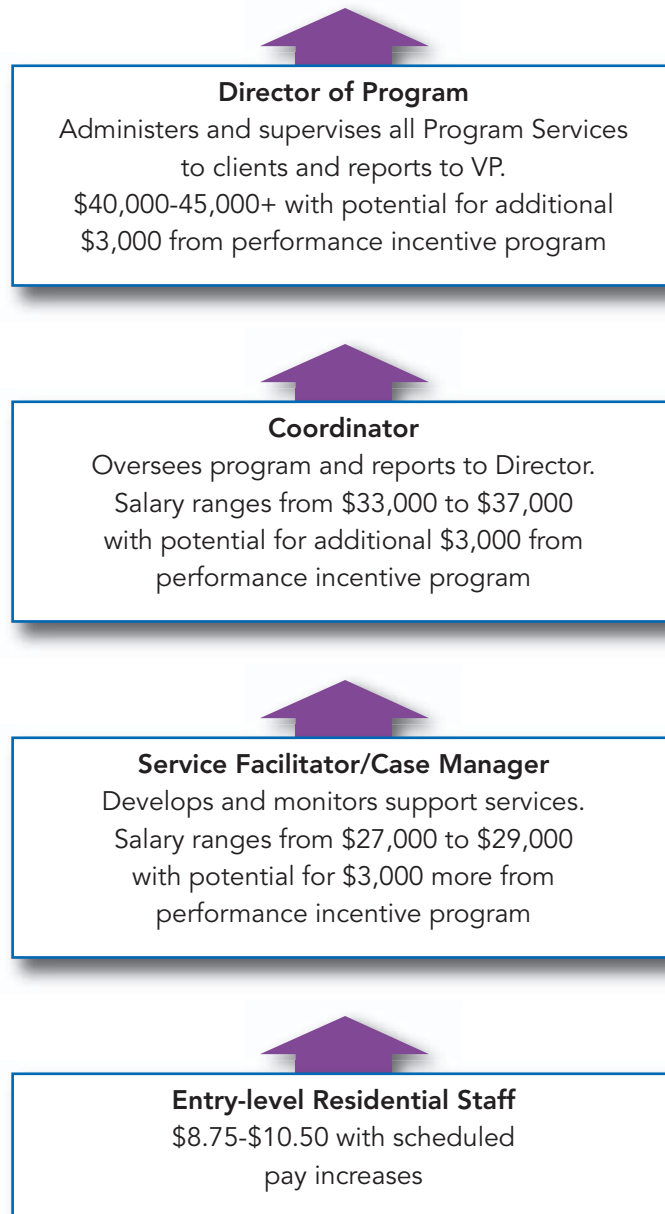 Director of Program
Administers and supervises all Program Services
to clients and reports to VP.
$40,000-45,000+ with potential for additional
$3,000 from performance incentive program
Coordinator
Oversees program and reports to Director.
Salary ranges from $33,000 to $37,000
with potential for additional $3,000 from
performance incentive program
Service Facilitator/Case Manager
Develops and monitors support services.
Salary ranges from $27,000 to $29,000
with potential for $3,000 more from
performance incentive program
Entry-level Residential Staff
$8.75-$10.50 with scheduled
pay increases